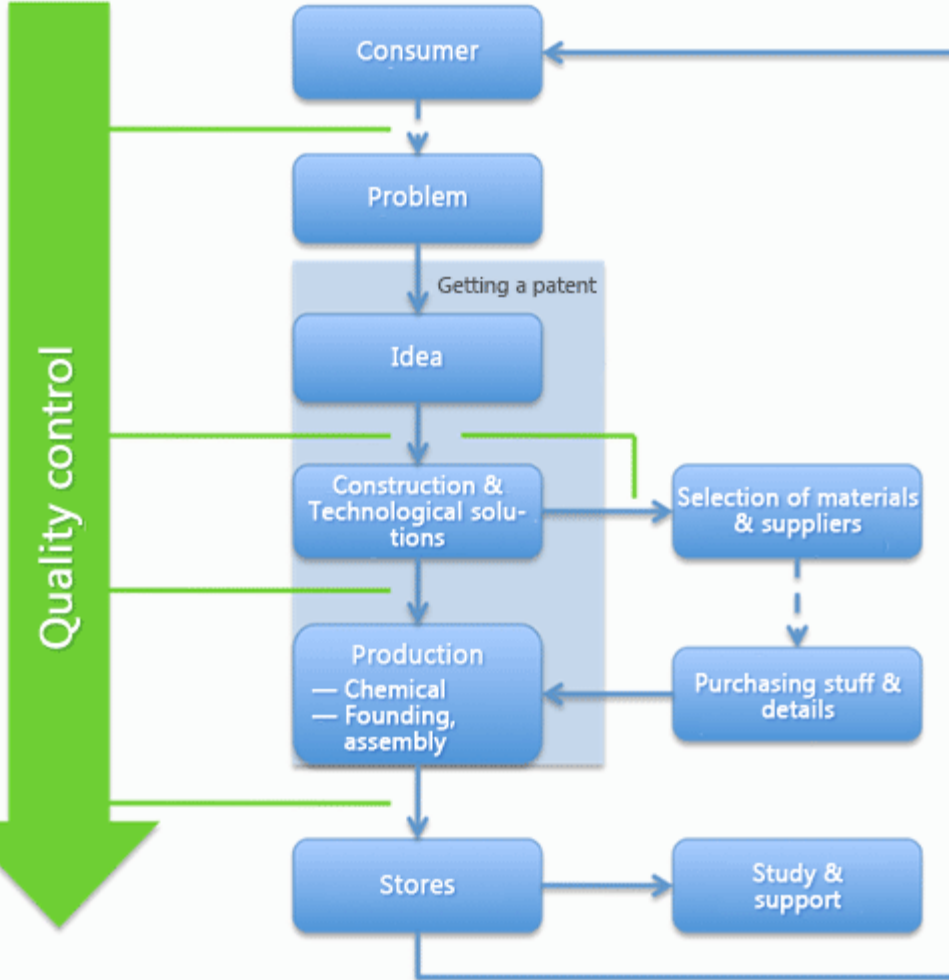 Consumer
Problem
Getting a patent
Idea
Quality control
Construction &
Technological solu-
tions
Selection of materials
& suppliers
Production
— Chemical
— Founding,
assembly
Purchasing stuff &
details
Stores
Study &
support